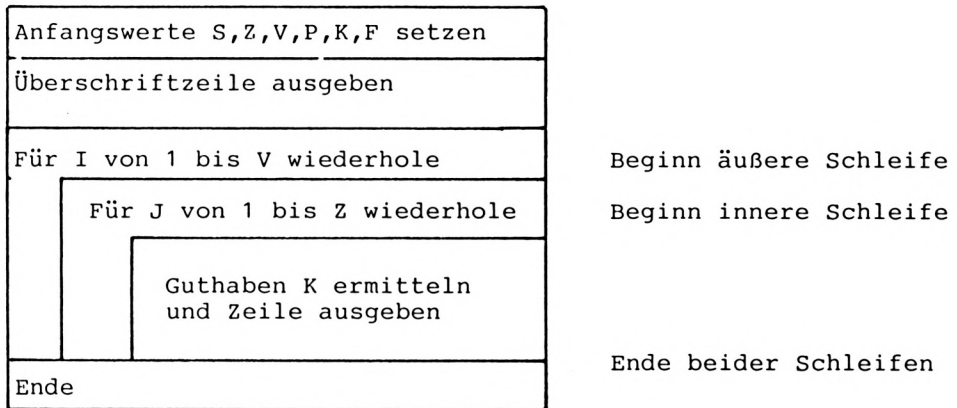 Anfangswerte S,Z,V,P,K,F setzen
Überschriftzeile ausgeben
Für I von 1 bis V wiederhole
Beginn äußere Schleife
Für J von 1 bis Z wiederhole
Beginn innere Schleife
Guthaben K ermitteln
und Zeile ausgeben
Ende beider Schleifen
Ende